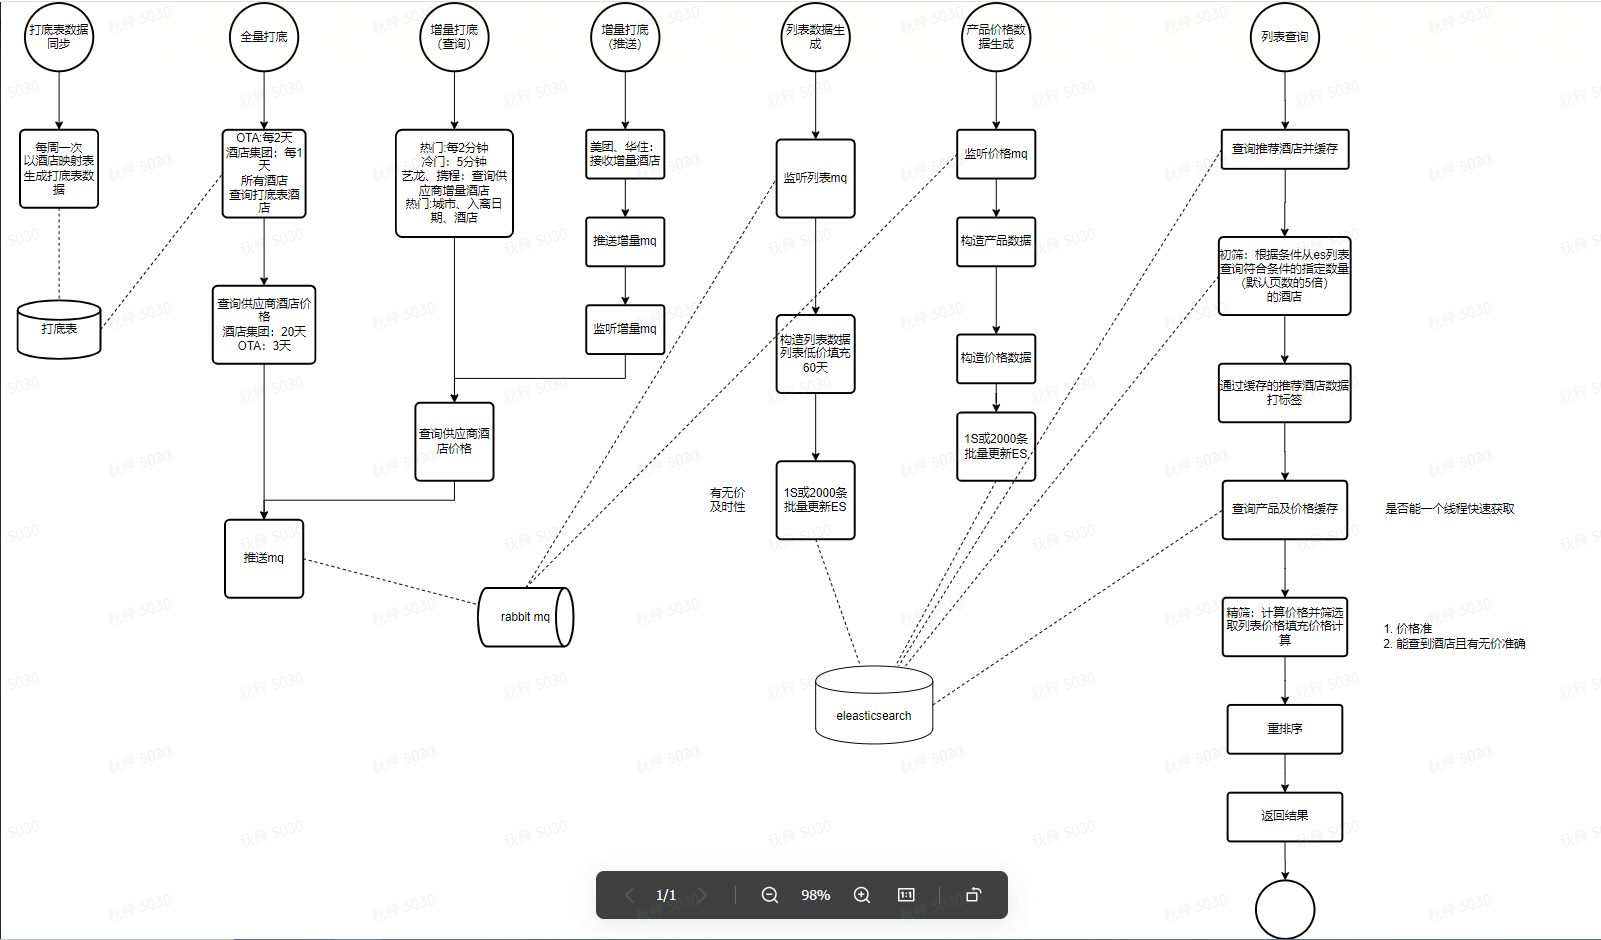 打底表数据
同步
全量打底
增量打底
（查询）
增量打底
（推送）
列表数据生
成
产品价格数
据生成
列表查询
每周一次
以酒店映射表
生成打底表数
据
打底表
OTA:每2天
酒店集团：每1
天
所有酒店
查询打底表酒
店
查询供应商酒店价
格
酒店集团：20天
OTA：3天
推送mq
热门:每2分钟
冷门：5分钟
艺龙、携程：查询供
应商增量酒店
热门:城市、入离日
期、酒店
查询供应商酒
店价格
美团、华住：
接收增量酒店
推送增量mq
监听增量mq
rabbit mq
监听列表mq
构造列表数据
列表低价填充
60天
有无价
及时性
1S或2000条
批量更新ES
eleasticsearch
监听价格mq
构造产品数据
构造价格数据
1S或2000条
批量更新ES
查询推荐酒店并缓存
初筛：根据条件从es列表
查询符合条件的指定数量
（默认页数的5倍）
的酒店
通过缓存的推荐酒店数据
打标签
查询产品及价格缓存
是否能一个线程快速获取
精筛：计算价格并筛选
取列表价格填充价格计
算
1. 价格准
2. 能查到酒店且有无价准确
重排序
返回结果
1/1
98%
1:1
秋枰 5030